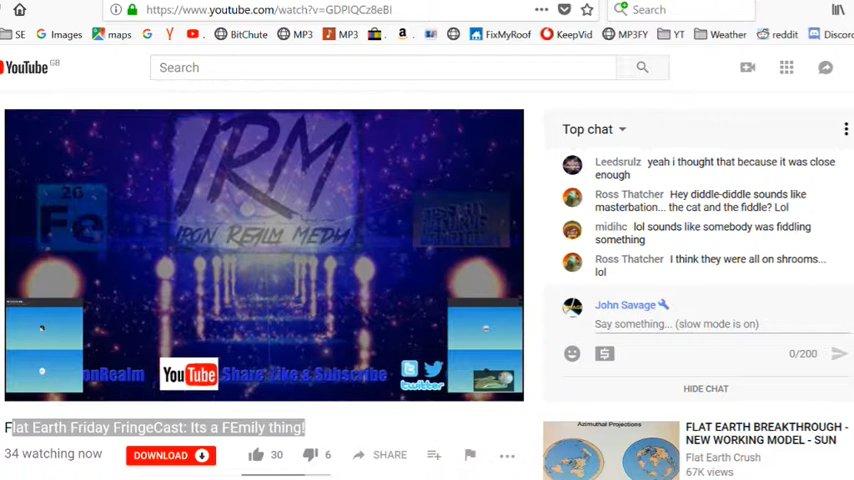 https://www.youtube.com/watch?v=GDPlQCz8eBI
Search
SE Images maps BitChute MP3 MP3 FixMyRoof KeepVid MP3FY YT Weather reddit Discord
YouTube GB
Search
IRM
IRON REALM MEDIA
26
Fe
onRealm YouTube Share Like & Subscribe twitter
Top chat
Leedsrulz yeah i thought that because it was close
enough
Ross Thatcher Hey diddle-diddle sounds like
masterbation... the cat and the fiddle? Lol
midihc lol sounds like somebody was fiddling
something
Ross Thatcher I think they were all on shrooms...
lol
John Savage
Say something... (slow mode is on)
0/200
HIDE CHAT
Flat Earth Friday FringeCast: Its a FEmily thing!
34 watching now DOWNLOAD 30 6 SHARE
Azimuthal Projections
FLAT EARTH BREAKTHROUGH -
NEW WORKING MODEL - SUN
Flat Earth Crush
67K views